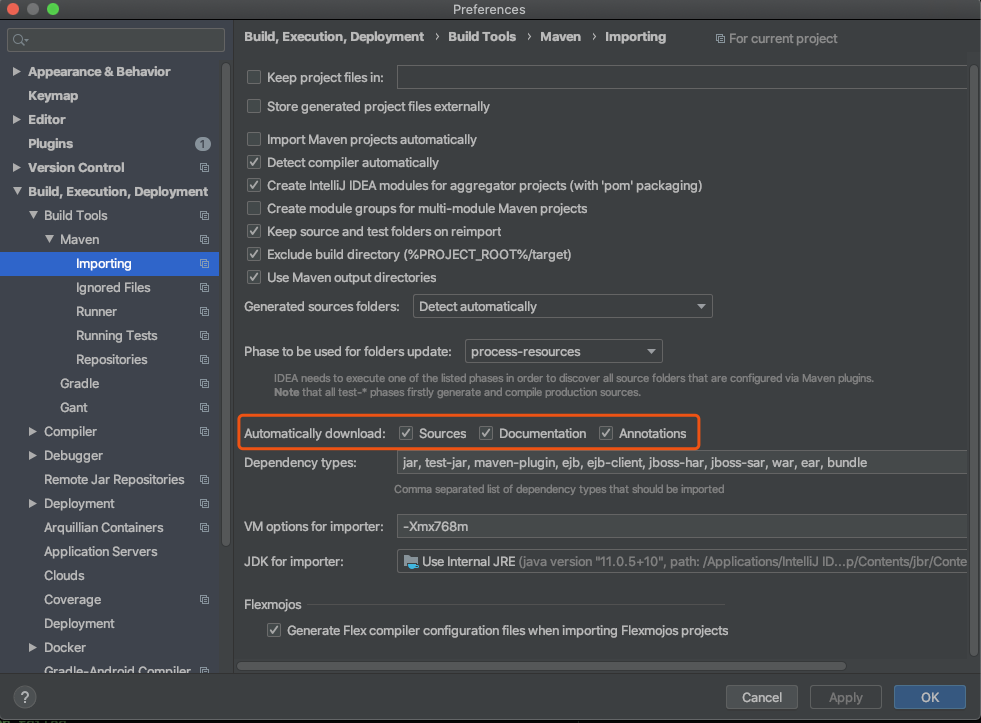 Preferences
Build, Execution, Deployment › Build Tools › Maven › Importing For current project
Appearance & Behavior
Keymap
Editor
Plugins 1
Version Control
Build, Execution, Deployment
Build Tools
Maven
Importing
Ignored Files
Runner
Running Tests
Repositories
Gradle
Gant
Compiler
Debugger
Remote Jar Repositories
Deployment
Arquillian Containers
Application Servers
Clouds
Coverage
Deployment
Docker
Gradle-Android Compiler
Keep project files in:
Store generated project files externally
Import Maven projects automatically
Detect compiler automatically
Create IntelliJ IDEA modules for aggregator projects (with 'pom' packaging)
Create module groups for multi-module Maven projects
Keep source and test folders on reimport
Exclude build directory (%PROJECT_ROOT%/target)
Use Maven output directories
Generated sources folders: Detect automatically
Phase to be used for folders update: process-resources
IDEA needs to execute one of the listed phases in order to discover all source folders that are configured via Maven plugins.
Note that all test-* phases firstly generate and compile production sources.
Automatically download: Sources Documentation Annotations
Dependency types: jar, test-jar, maven-plugin, ejb, ejb-client, jboss-har, jboss-sar, war, ear, bundle
Comma separated list of dependency types that should be imported
VM options for importer: -Xmx768m
JDK for importer: Use Internal JRE (java version "11.0.5+10", path: /Applications/IntelliJ ID...p/Contents/jbr/Conte
Flexmojos
Generate Flex compiler configuration files when importing Flexmojos projects
? Cancel Apply OK